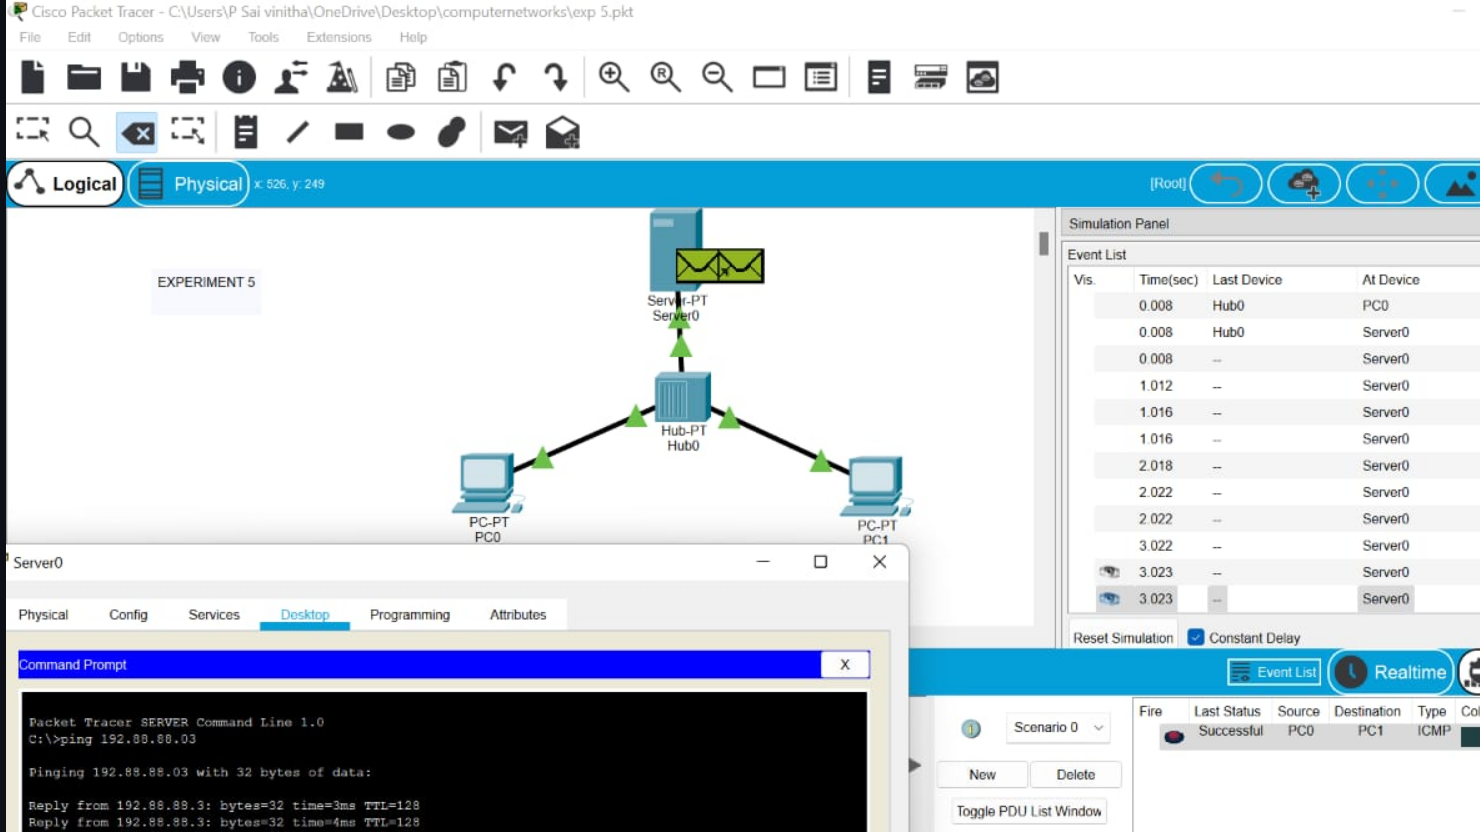 Cisco Packet Tracer - C:\Users\P Sai vinitha\OneDrive\Desktop\computernetworks\exp 5.pkt
File Edit Options View Tools Extensions Help
Logical Physical x: 526, y: 249 [Root]
EXPERIMENT 5
Server-PT
Server0
Hub-PT
Hub0
PC-PT
PC0
PC-PT
PC1
Simulation Panel
Event List
Vis. Time(sec) Last Device At Device
0.008 Hub0 PC0
0.008 Hub0 Server0
0.008 -- Server0
1.012 -- Server0
1.016 -- Server0
1.016 -- Server0
2.018 -- Server0
2.022 -- Server0
2.022 -- Server0
3.022 -- Server0
3.023 -- Server0
3.023 -- Server0
Reset Simulation Constant Delay
Event List Realtime
Server0
Physical Config Services Desktop Programming Attributes
Command Prompt X
Packet Tracer SERVER Command Line 1.0
C:\>ping 192.88.88.03
Pinging 192.88.88.03 with 32 bytes of data:
Reply from 192.88.88.3: bytes=32 time=3ms TTL=128
Reply from 192.88.88.3: bytes=32 time=4ms TTL=128
Scenario 0
New Delete
Toggle PDU List Window
Fire Last Status Source Destination Type Col
Successful PC0 PC1 ICMP